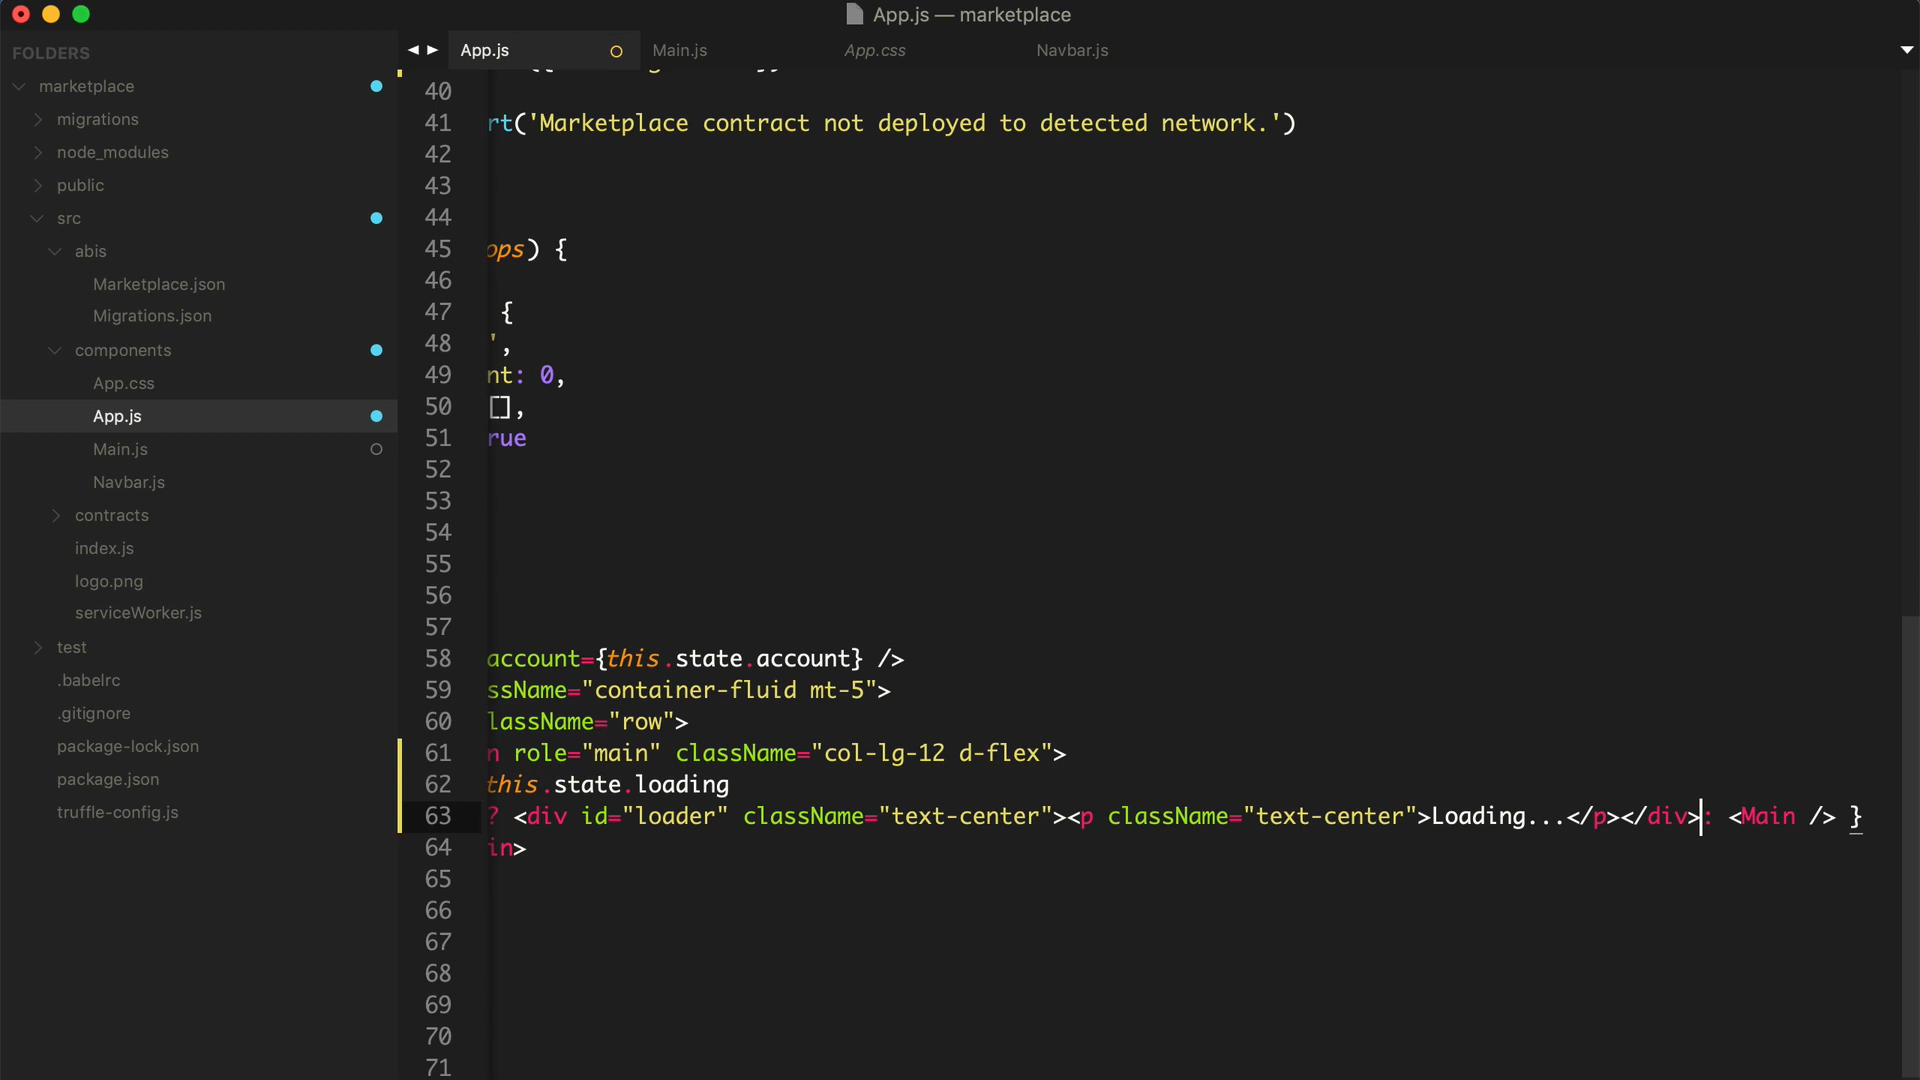 App.js — marketplace
FOLDERS
marketplace
migrations
node_modules
public
src
abis
Marketplace.json
Migrations.json
components
App.css
App.js
Main.js
Navbar.js
contracts
index.js
logo.png
serviceWorker.js
test
.babelrc
.gitignore
package-lock.json
package.json
truffle-config.js
App.js Main.js App.css Navbar.js
40
41 rt('Marketplace contract not deployed to detected network.')
42
43
44
45 ops) {
46
47 {
48 ',
49 nt: 0,
50 [],
51 rue
52
53
54
55
56
57
58 account={this.state.account} />
59 ssName="container-fluid mt-5">
60 lassName="row">
61 n role="main" className="col-lg-12 d-flex">
62 this.state.loading
63 ? <div id="loader" className="text-center"><p className="text-center">Loading...</p></div>: <Main /> }
64 in>
65
66
67
68
69
70
71